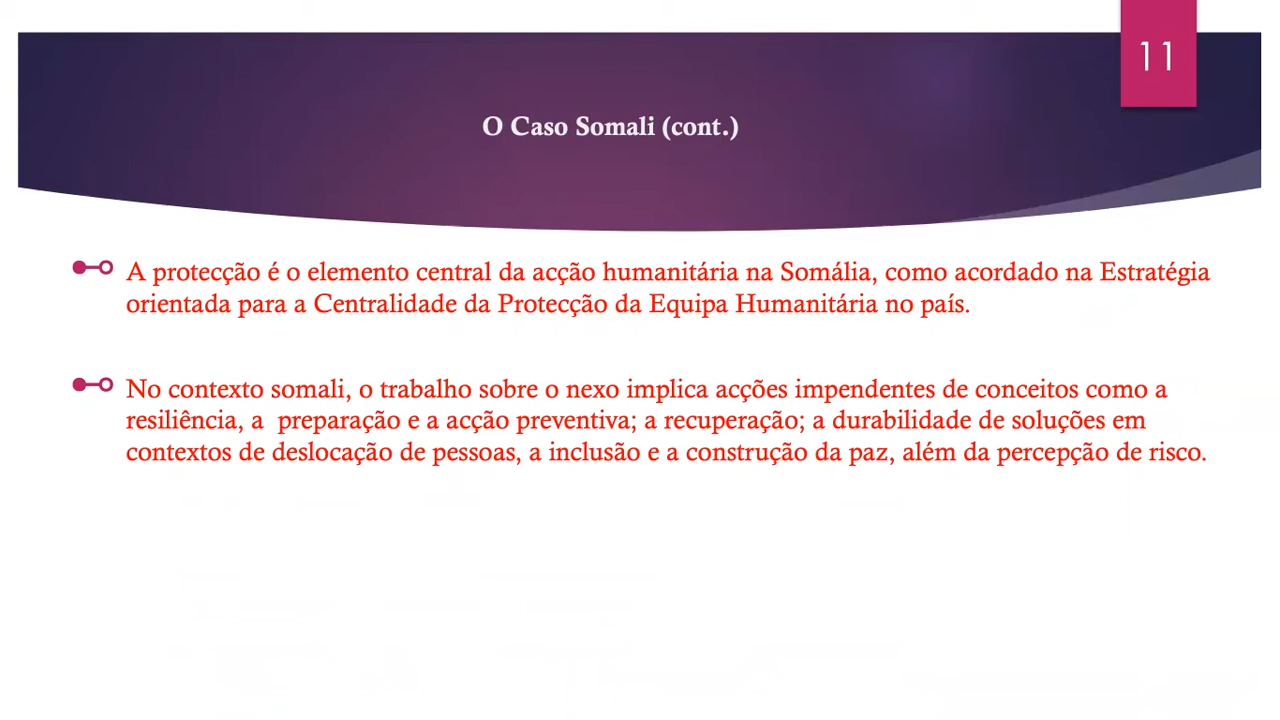 11
O Caso Somali (cont.)
A protecção é o elemento central da acção humanitária na Somália, como acordado na Estratégia
orientada para a Centralidade da Protecção da Equipa Humanitária no país.
No contexto somali, o trabalho sobre o nexo implica acções impendentes de conceitos como a
resiliência, a  preparação e a acção preventiva; a recuperação; a durabilidade de soluções em
contextos de deslocação de pessoas, a inclusão e a construção da paz, além da percepção de risco.